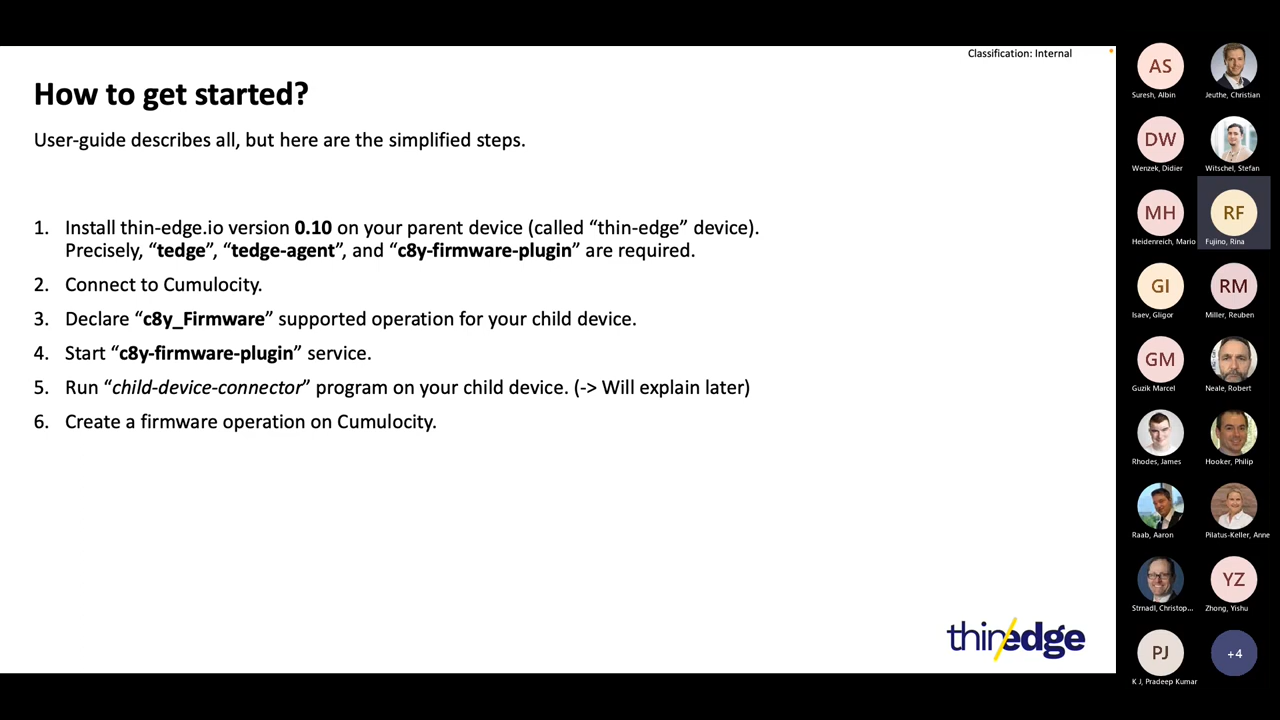 Classification: Internal
How to get started?
User-guide describes all, but here are the simplified steps.
1. Install thin-edge.io version 0.10 on your parent device (called “thin-edge” device).
Precisely, “tedge”, “tedge-agent”, and “c8y-firmware-plugin” are required.
2. Connect to Cumulocity.
3. Declare “c8y_Firmware” supported operation for your child device.
4. Start “c8y-firmware-plugin” service.
5. Run “child-device-connector” program on your child device. (-> Will explain later)
6. Create a firmware operation on Cumulocity.
thin/edge
AS
Suresh, Albin
Jeuthe, Christian
DW
Wenzek, Didier
Witschel, Stefan
MH
Heidenreich, Mario
RF
Fujino, Rina
GI
Isaev, Gligor
RM
Miller, Reuben
GM
Guzik Marcel
Neale, Robert
Rhodes, James
Hooker, Philip
Raab, Aaron
Pilatus-Keller, Anne
Strnadl, Christop...
YZ
Zhong, Yishu
PJ
K J, Pradeep Kumar
+4